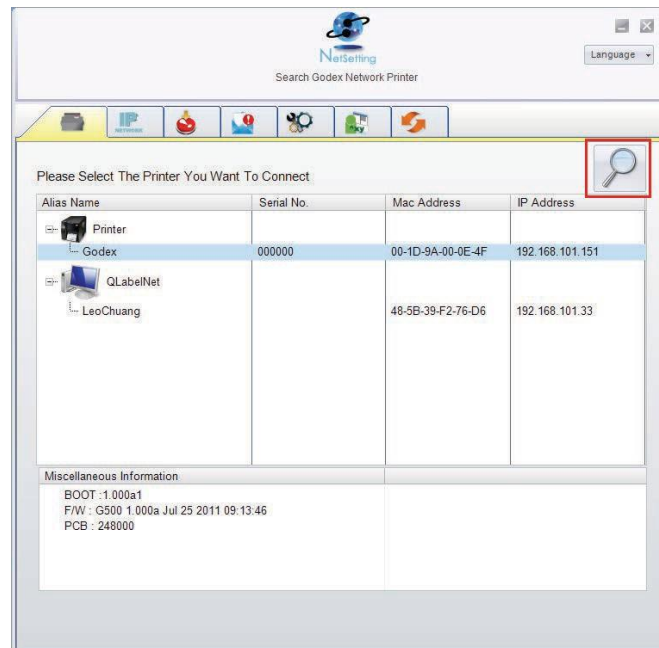 NetSetting
Language
Search Godex Network Printer
IP
NETWORK
Please Select The Printer You Want To Connect
Alias Name Serial No. Mac Address IP Address
Printer
Godex 000000 00-1D-9A-00-0E-4F 192.168.101.151
QLabelNet
LeoChuang 48-5B-39-F2-76-D6 192.168.101.33
Miscellaneous Information
BOOT :1.000a1
F/W : G500 1.000a Jul 25 2011 09:13:46
PCB : 248000